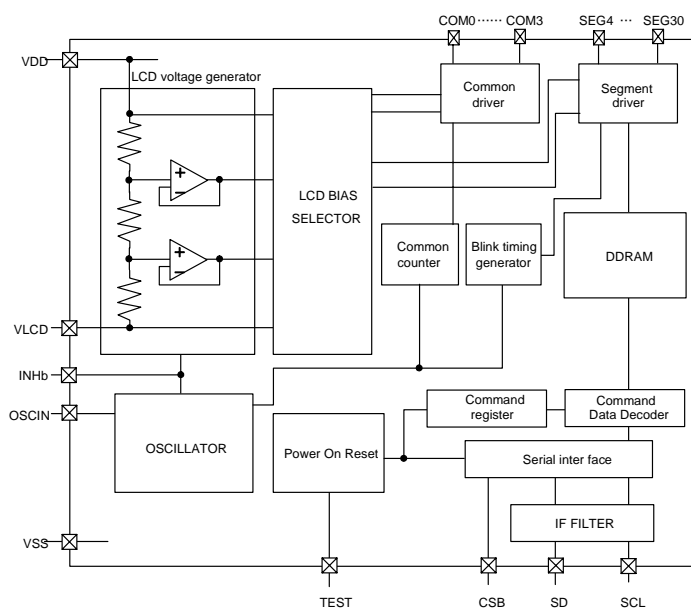 COM0 ······ COM3 SEG4 ··· SEG30
VDD
LCD voltage generator
Common
driver
Segment
driver
+
−
LCD BIAS
SELECTOR
+
−
Common
counter
Blink timing
generator
DDRAM
VLCD
INHb
OSCIN
OSCILLATOR
Power On Reset
Command
register
Command
Data Decoder
Serial inter face
IF FILTER
VSS
TEST CSB SD SCL